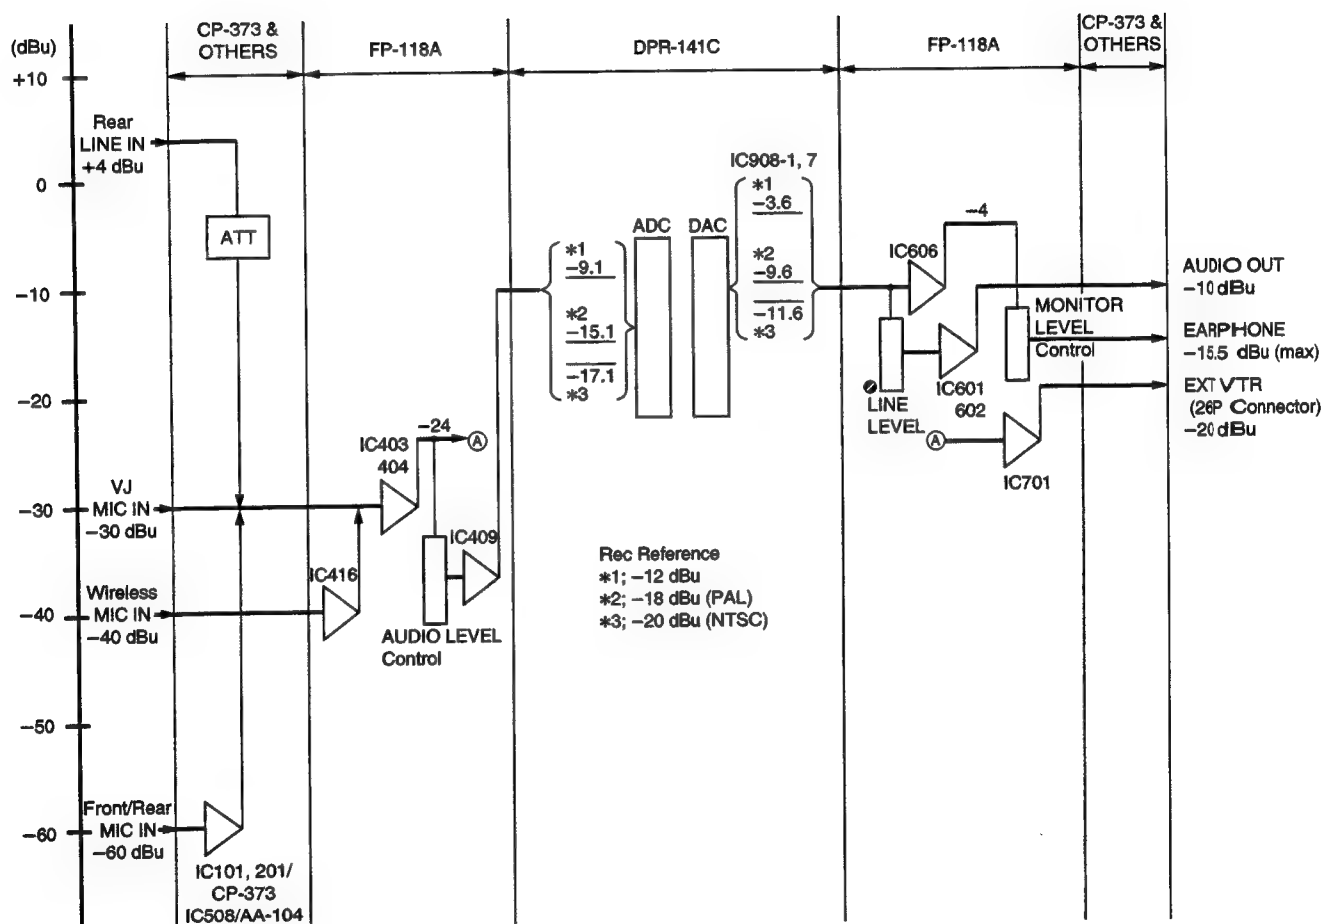 (dBu)
CP-373 &
OTHERS
FP-118A
DPR-141C
FP-118A
CP-373 &
OTHERS
+10
0
−10
−20
−30
−40
−50
−60
Rear
LINE IN
+4 dBu
ATT
VJ
MIC IN
−30 dBu
Wireless
MIC IN
−40 dBu
Front/Rear
MIC IN
−60 dBu
IC101, 201/
CP-373
IC508/AA-104
IC416
IC403
404
−24
A
IC409
AUDIO LEVEL
Control
*1
−9.1
*2
−15.1
−17.1
*3
ADC
DAC
IC908-1, 7
*1
−3.6
*2
−9.6
−11.6
*3
Rec Reference
*1; −12 dBu
*2; −18 dBu (PAL)
*3; −20 dBu (NTSC)
−4
IC606
IC601
602
LINE
LEVEL
A
IC701
MONITOR
LEVEL
Control
AUDIO OUT
−10 dBu
EARPHONE
−15.5 dBu (max)
EXT VTR
(26P Connector)
−20 dBu